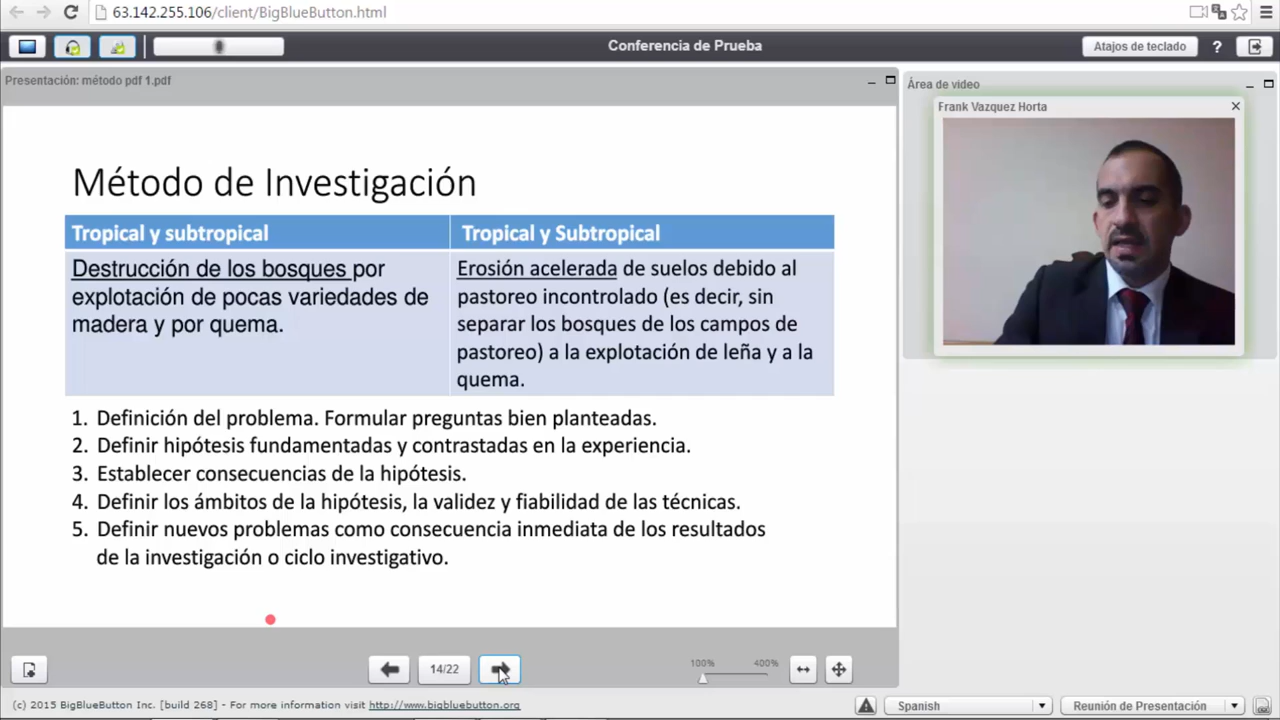 63.142.255.106/client/BigBlueButton.html
Conferencia de Prueba
Atajos de teclado
?
Presentación: método pdf 1.pdf
Área de video
Frank Vazquez Horta
Método de Investigación
Tropical y subtropical
Destrucción de los bosques por
explotación de pocas variedades de
madera y por quema.
Tropical y Subtropical
Erosión acelerada de suelos debido al
pastoreo incontrolado (es decir, sin
separar los bosques de los campos de
pastoreo) a la explotación de leña y a la
quema.
1. Definición del problema. Formular preguntas bien planteadas.
2. Definir hipótesis fundamentadas y contrastadas en la experiencia.
3. Establecer consecuencias de la hipótesis.
4. Definir los ámbitos de la hipótesis, la validez y fiabilidad de las técnicas.
5. Definir nuevos problemas como consecuencia inmediata de los resultados
de la investigación o ciclo investigativo.
14/22
100% 400%
(c) 2015 BigBlueButton Inc. [build 268] - For more information visit http://www.bigbluebutton.org
Spanish
Reunión de Presentación